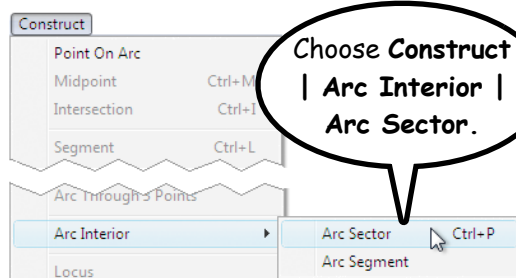 Construct
Point On Arc
Midpoint Ctrl+M
Intersection Ctrl+I
Segment Ctrl+L
Arc Through 3 Points
Arc Interior
Locus
Arc Sector Ctrl+P
Arc Segment
Choose Construct
| Arc Interior |
Arc Sector.